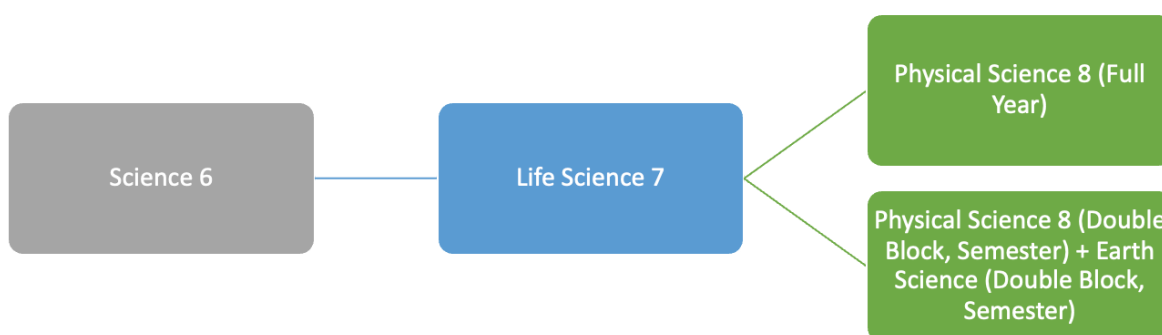 Science 6
Life Science 7
Physical Science 8 (Full
Year)
Physical Science 8 (Double
Block, Semester) + Earth
Science (Double Block,
Semester)